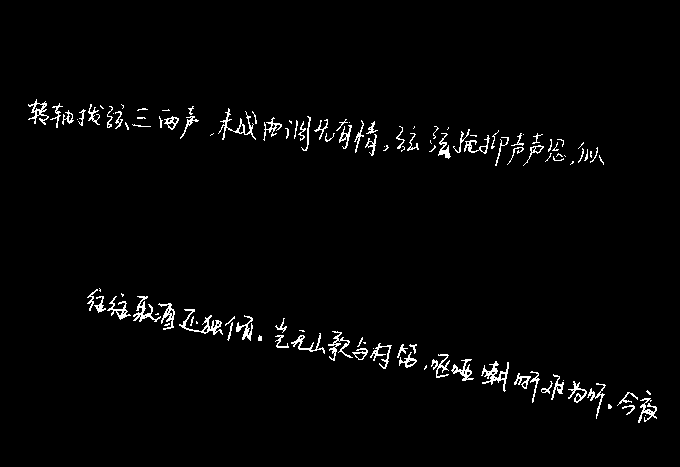 转轴拨弦三两声,未成曲调先有情,弦弦掩抑声声思,似
往往取酒还独倾。岂无山歌与村笛,呕哑嘲哳难为听。今夜